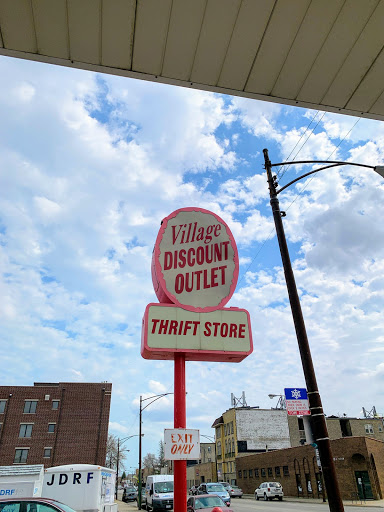 Village
DISCOUNT
OUTLET
THRIFT STORE
EXIT
ONLY
JDRF
JDRF